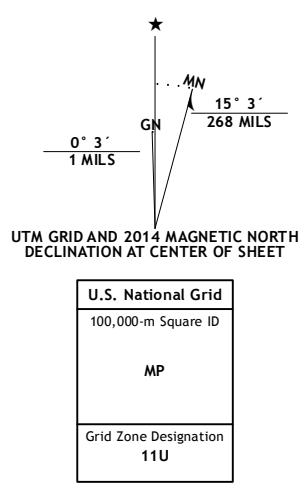 ★
MN
GN
15° 3´
268 MILS
0° 3´
1 MILS
UTM GRID AND 2014 MAGNETIC NORTH
DECLINATION AT CENTER OF SHEET
U.S. National Grid
100,000-m Square ID
MP
Grid Zone Designation
11U